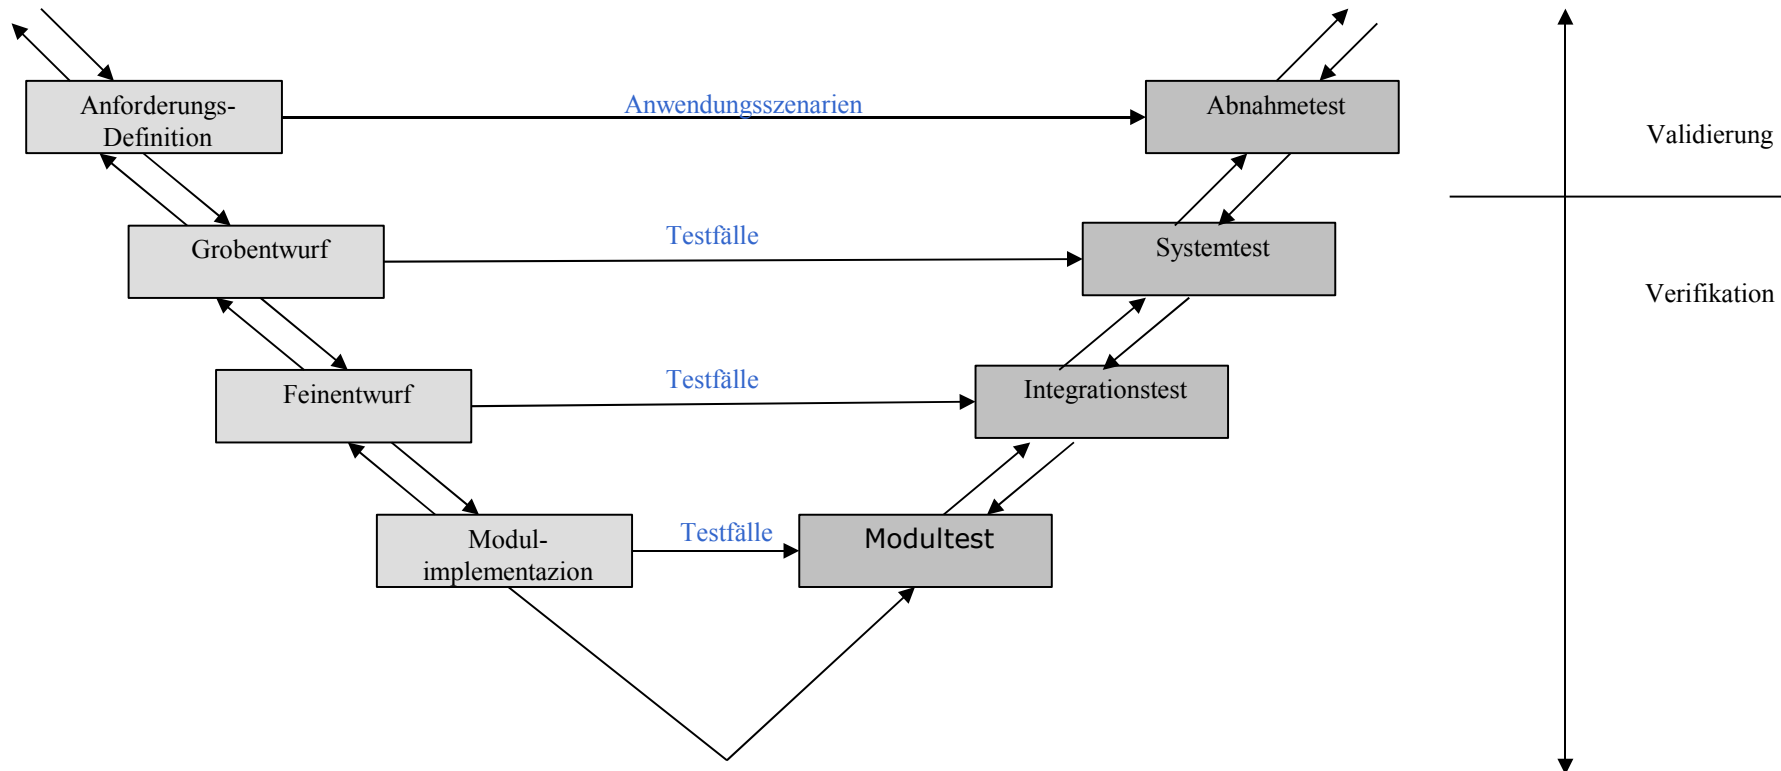 Anforderungs-
Definition
Anwendungsszenarien
Abnahmetest
Validierung
Grobentwurf
Testfälle
Systemtest
Verifikation
Feinentwurf
Testfälle
Integrationstest
Modul-
implementazion
Testfälle
Modultest